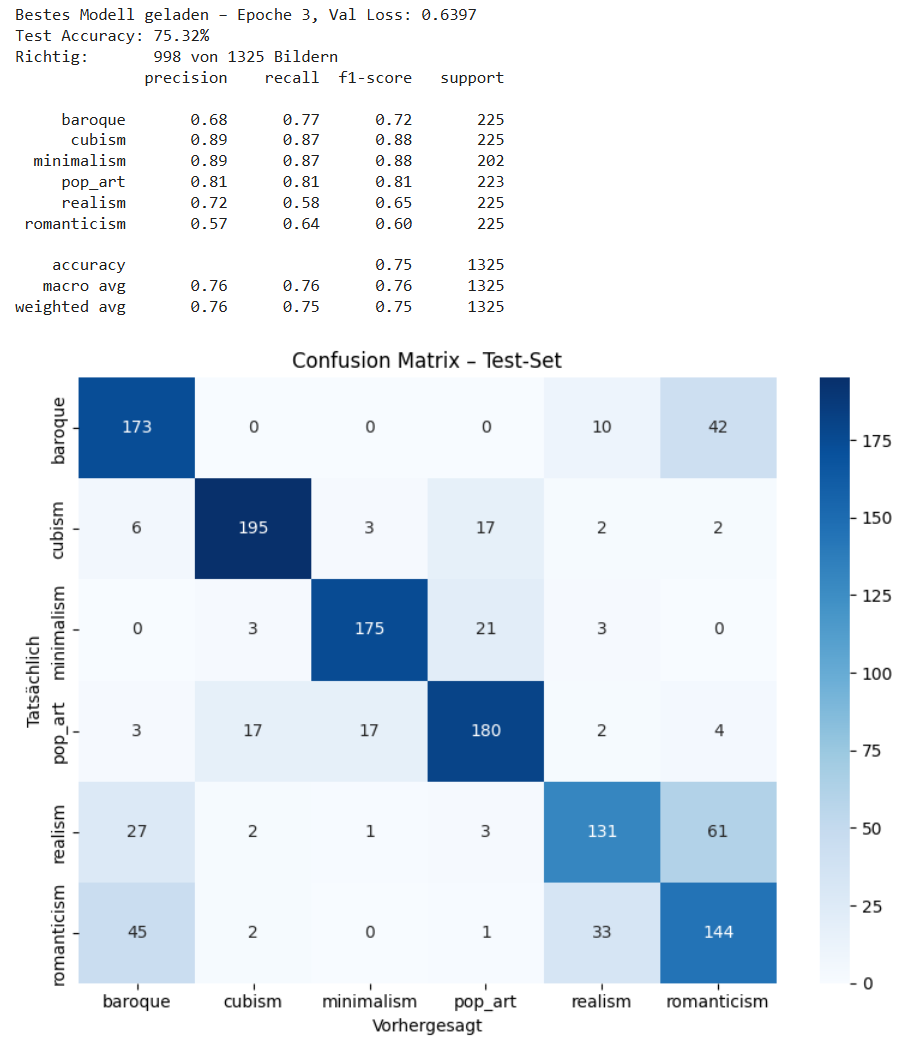 Bestes Modell geladen – Epoche 3, Val Loss: 0.6397
Test Accuracy: 75.32%
Richtig: 998 von 1325 Bildern
precision recall f1-score support
baroque 0.68 0.77 0.72 225
cubism 0.89 0.87 0.88 225
minimalism 0.89 0.87 0.88 202
pop_art 0.81 0.81 0.81 223
realism 0.72 0.58 0.65 225
romanticism 0.57 0.64 0.60 225
accuracy 0.75 1325
macro avg 0.76 0.76 0.76 1325
weighted avg 0.76 0.75 0.75 1325
Confusion Matrix – Test-Set
Tatsächlich
baroque 173 0 0 0 10 42
cubism 6 195 3 17 2 2
minimalism 0 3 175 21 3 0
pop_art 3 17 17 180 2 4
realism 27 2 1 3 131 61
romanticism 45 2 0 1 33 144
baroque cubism minimalism pop_art realism romanticism
Vorhergesagt
175
150
125
100
75
50
25
0